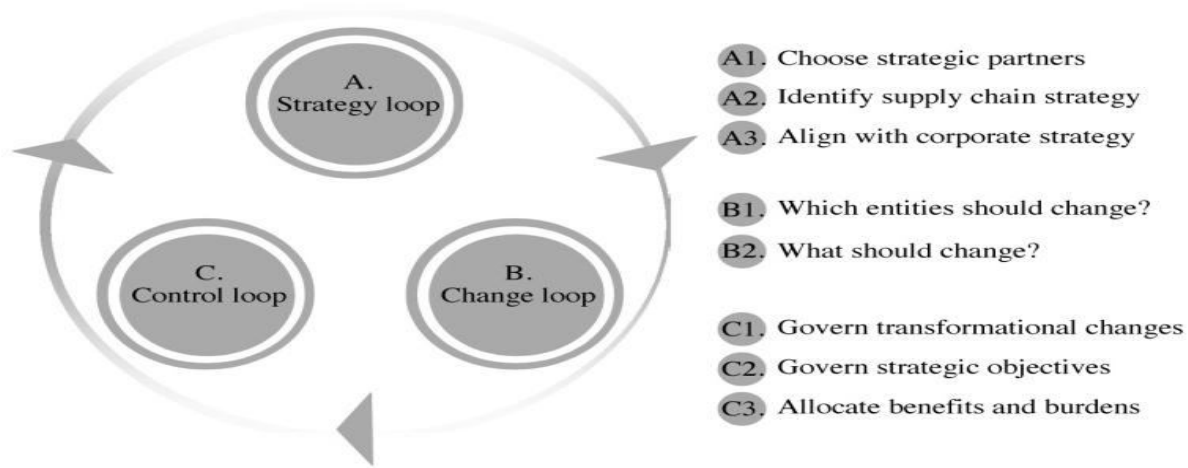 A.
Strategy loop
C.
Control loop
B.
Change loop
A1. Choose strategic partners
A2. Identify supply chain strategy
A3. Align with corporate strategy
B1. Which entities should change?
B2. What should change?
C1. Govern transformational changes
C2. Govern strategic objectives
C3. Allocate benefits and burdens